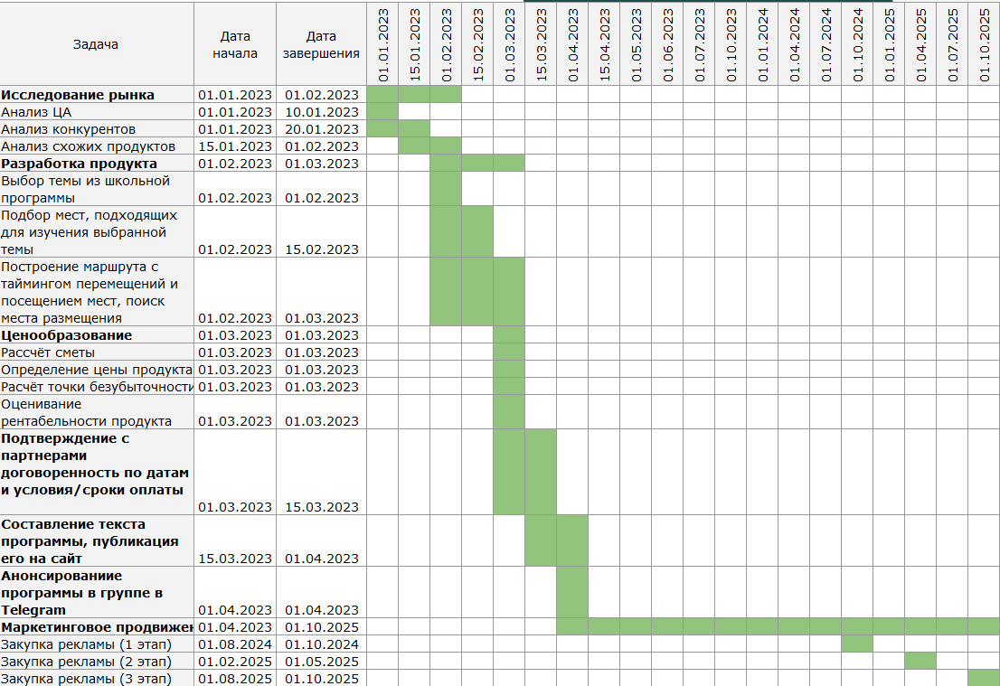 Задача
Дата
начала
Дата
завершения
01.01.2023
15.01.2023
01.02.2023
15.02.2023
01.03.2023
15.03.2023
01.04.2023
15.04.2023
01.05.2023
01.06.2023
01.07.2023
01.10.2023
01.01.2024
01.04.2024
01.07.2024
01.10.2024
01.01.2025
01.04.2025
01.07.2025
01.10.2025
Исследование рынка 01.01.2023 01.02.2023
Анализ ЦА 01.01.2023 10.01.2023
Анализ конкурентов 01.01.2023 20.01.2023
Анализ схожих продуктов 15.01.2023 01.02.2023
Разработка продукта 01.02.2023 01.03.2023
Выбор темы из школьной
программы 01.02.2023 01.02.2023
Подбор мест, подходящих
для изучения выбранной
темы 01.02.2023 15.02.2023
Построение маршрута с
таймингом перемещений и
посещением мест, поиск
места размещения 01.02.2023 01.03.2023
Ценообразование 01.03.2023 01.03.2023
Рассчёт сметы 01.03.2023 01.03.2023
Определение цены продукта 01.03.2023 01.03.2023
Расчёт точки безубыточности 01.03.2023 01.03.2023
Оценивание
рентабельности продукта 01.03.2023 01.03.2023
Подтверждение с
партнерами
договоренность по датам
и условия/сроки оплаты
01.03.2023 15.03.2023
Составление текста
программы, публикация
его на сайт 15.03.2023 01.04.2023
Анонсированиие
программы в группе в
Telegram 01.04.2023 01.04.2023
Маркетинговое продвижен 01.04.2023 01.10.2025
Закупка рекламы (1 этап) 01.08.2024 01.10.2024
Закупка рекламы (2 этап) 01.02.2025 01.05.2025
Закупка рекламы (3 этап) 01.08.2025 01.10.2025